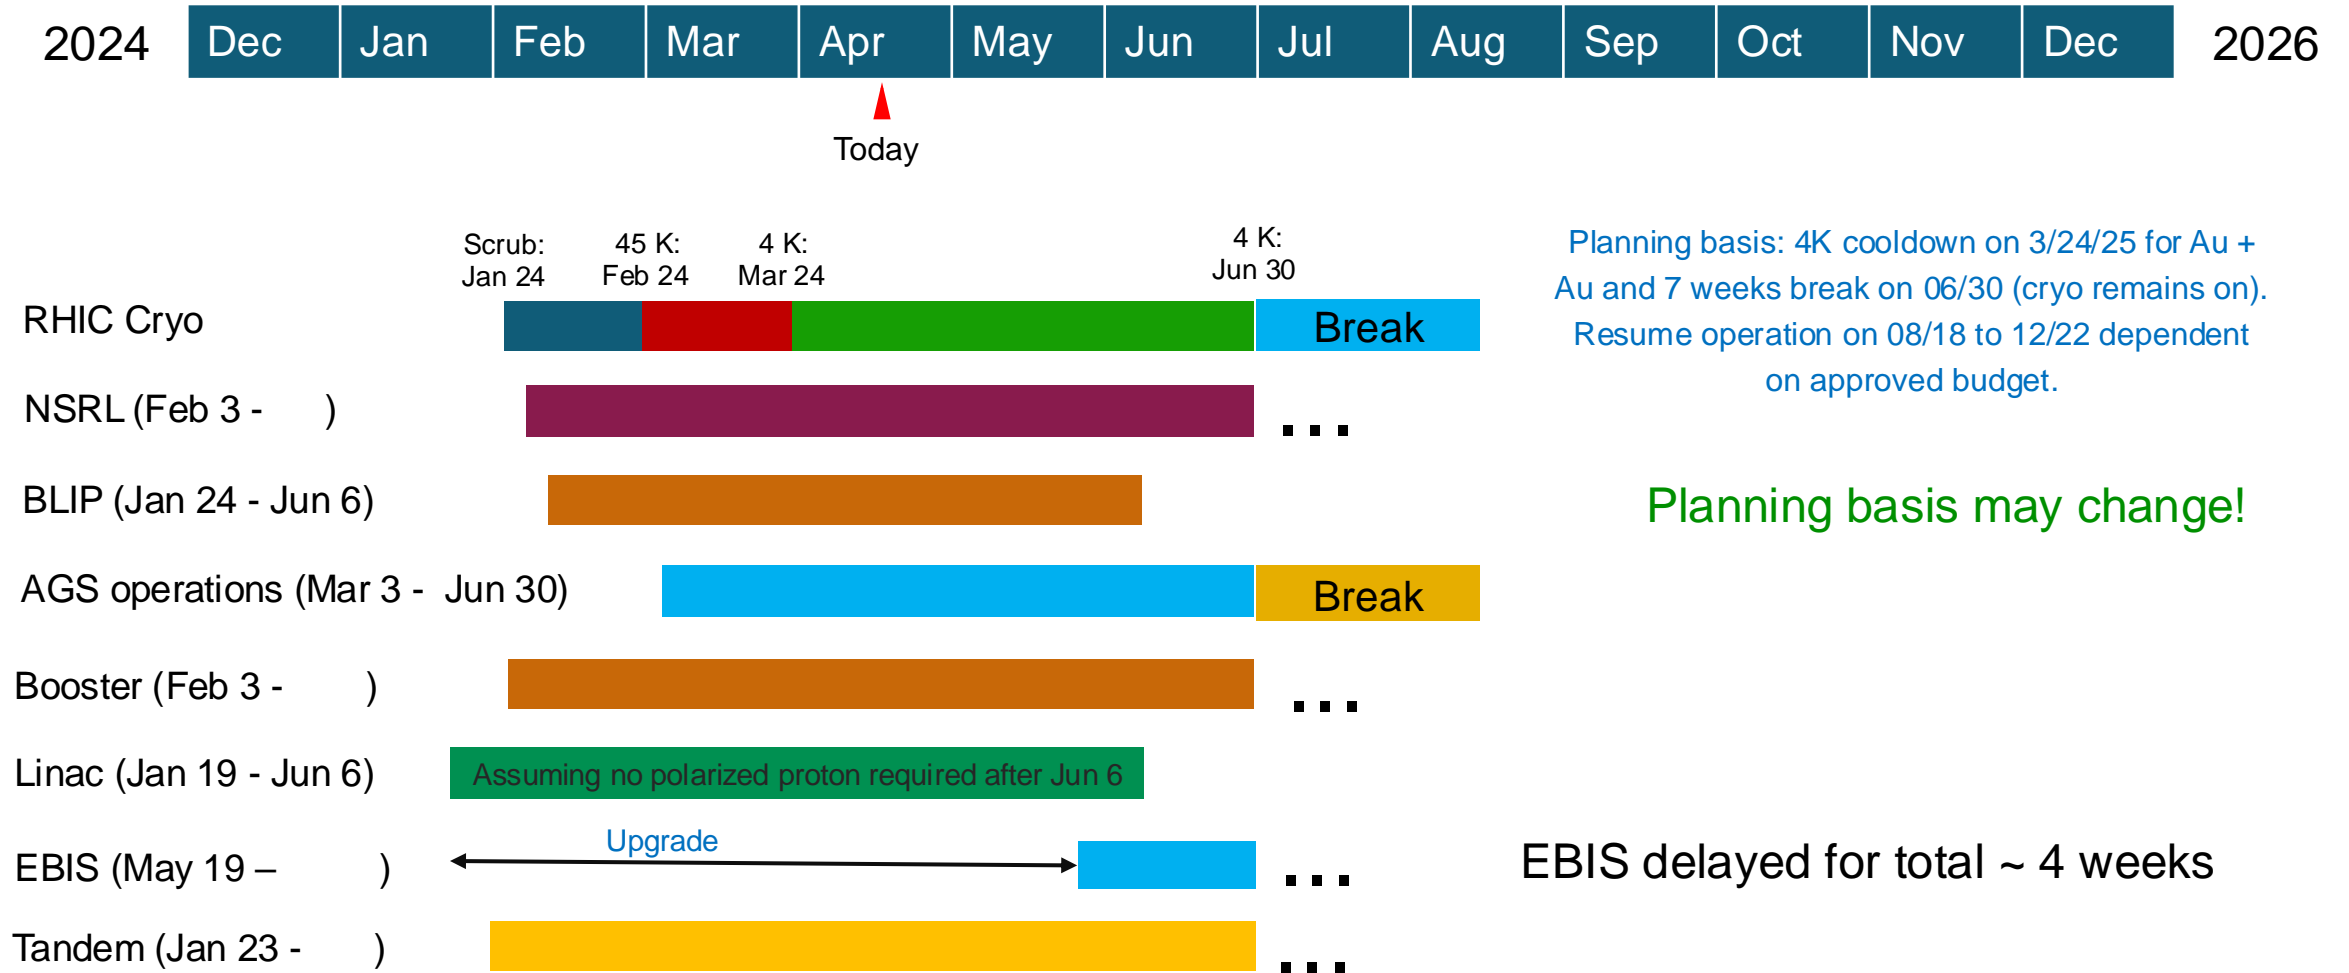 2024 Dec Jan Feb Mar Apr May Jun Jul Aug Sep Oct Nov Dec 2026
Today
Scrub:
Jan 24
45 K:
Feb 24
4 K:
Mar 24
4 K:
Jun 30
RHIC Cryo
Break
Planning basis: 4K cooldown on 3/24/25 for Au +
Au and 7 weeks break on 06/30 (cryo remains on).
Resume operation on 08/18 to 12/22 dependent
on approved budget.
NSRL (Feb 3 - )
...
BLIP (Jan 24 - Jun 6)
Planning basis may change!
AGS operations (Mar 3 - Jun 30)
Break
Booster (Feb 3 - )
...
Linac (Jan 19 - Jun 6)
Assuming no polarized proton required after Jun 6
Upgrade
EBIS (May 19 – )
...
EBIS delayed for total ~ 4 weeks
Tandem (Jan 23 - )
...